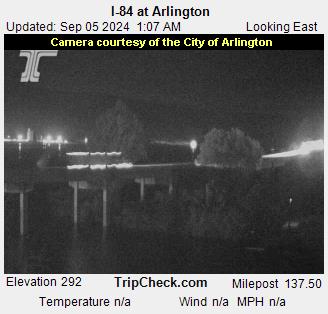 I-84 at Arlington
Updated: Sep 05 2024 1:07 AM Looking East
Camera courtesy of the City of Arlington
Elevation 292 TripCheck.com Milepost 137.50
Temperature n/a Wind n/a MPH n/a